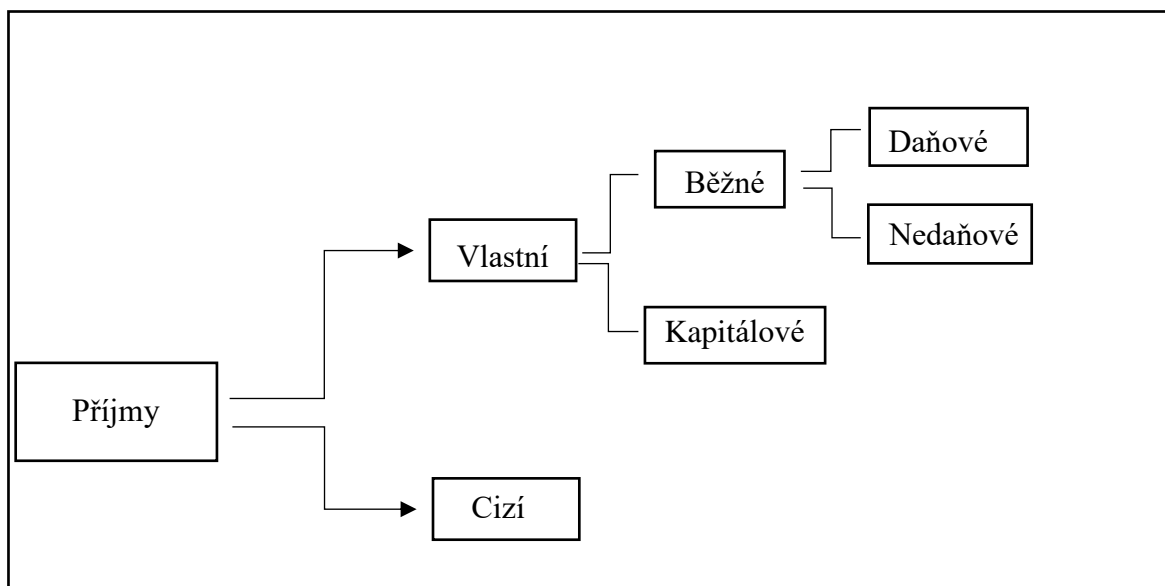 Daňové
Běžné
Nedaňové
Vlastní
Kapitálové
Příjmy
Cizí